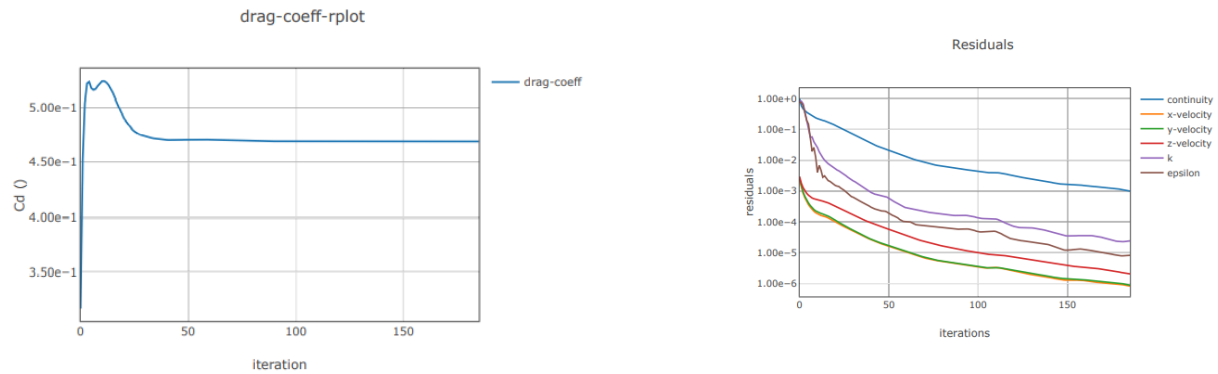 drag-coeff-rplot
5.00e−1
4.50e−1
4.00e−1
3.50e−1
Cd ()
0
50
100
150
iteration
drag-coeff
Residuals
1.00e+0
1.00e−1
1.00e−2
1.00e−3
1.00e−4
1.00e−5
1.00e−6
residuals
0
50
100
150
iterations
continuity
x-velocity
y-velocity
z-velocity
k
epsilon